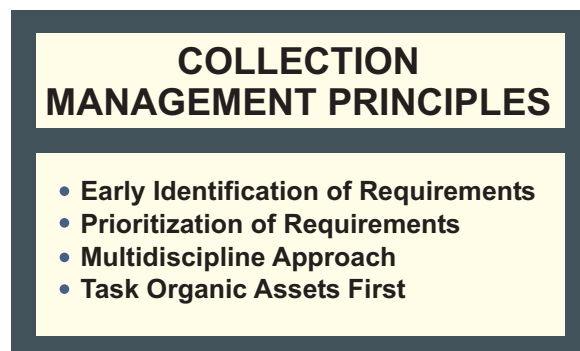 COLLECTION
MANAGEMENT PRINCIPLES
• Early Identification of Requirements
• Prioritization of Requirements
• Multidiscipline Approach
• Task Organic Assets First